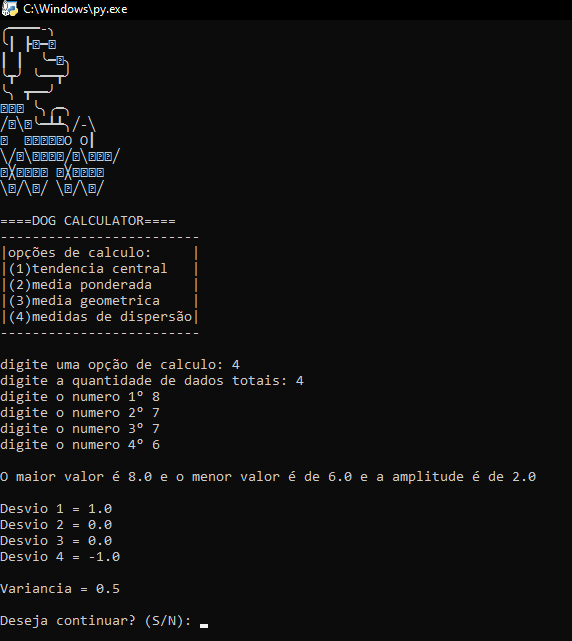 C:\Windows\py.exe
====DOG CALCULATOR====
-------------------------
|opções de calculo:     |
|(1)tendencia central   |
|(2)media ponderada     |
|(3)media geometrica    |
|(4)medidas de dispersão|
-------------------------
digite uma opção de calculo: 4
digite a quantidade de dados totais: 4
digite o numero 1º 8
digite o numero 2º 7
digite o numero 3º 7
digite o numero 4º 6
O maior valor é 8.0 e o menor valor é de 6.0 e a amplitude é de 2.0
Desvio 1 = 1.0
Desvio 2 = 0.0
Desvio 3 = 0.0
Desvio 4 = -1.0
Variancia = 0.5
Deseja continuar? (S/N):